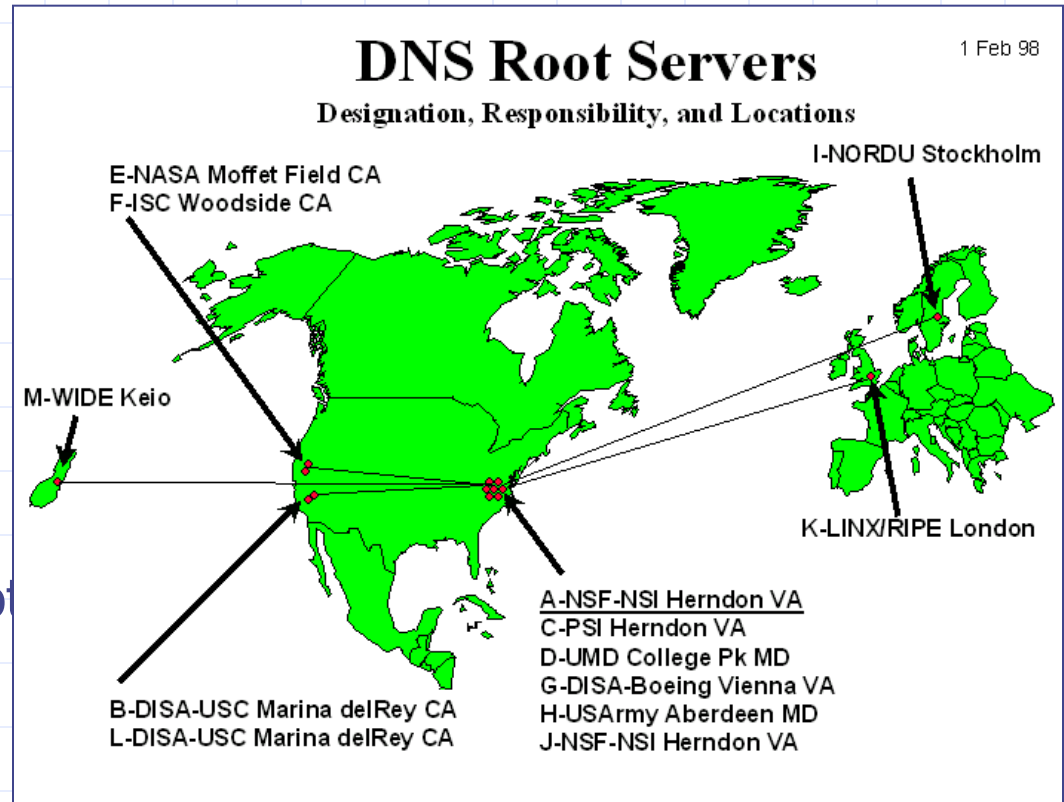 DNS Root Servers
1 Feb 98
Designation, Responsibility, and Locations
I-NORDU Stockholm
E-NASA Moffet Field CA
F-ISC Woodside CA
M-WIDE Keio
K-LINX/RIPE London
A-NSF-NSI Herndon VA
C-PSI Herndon VA
D-UMD College Pk MD
G-DISA-Boeing Vienna VA
H-USArmy Aberdeen MD
J-NSF-NSI Herndon VA
B-DISA-USC Marina delRey CA
L-DISA-USC Marina delRey CA